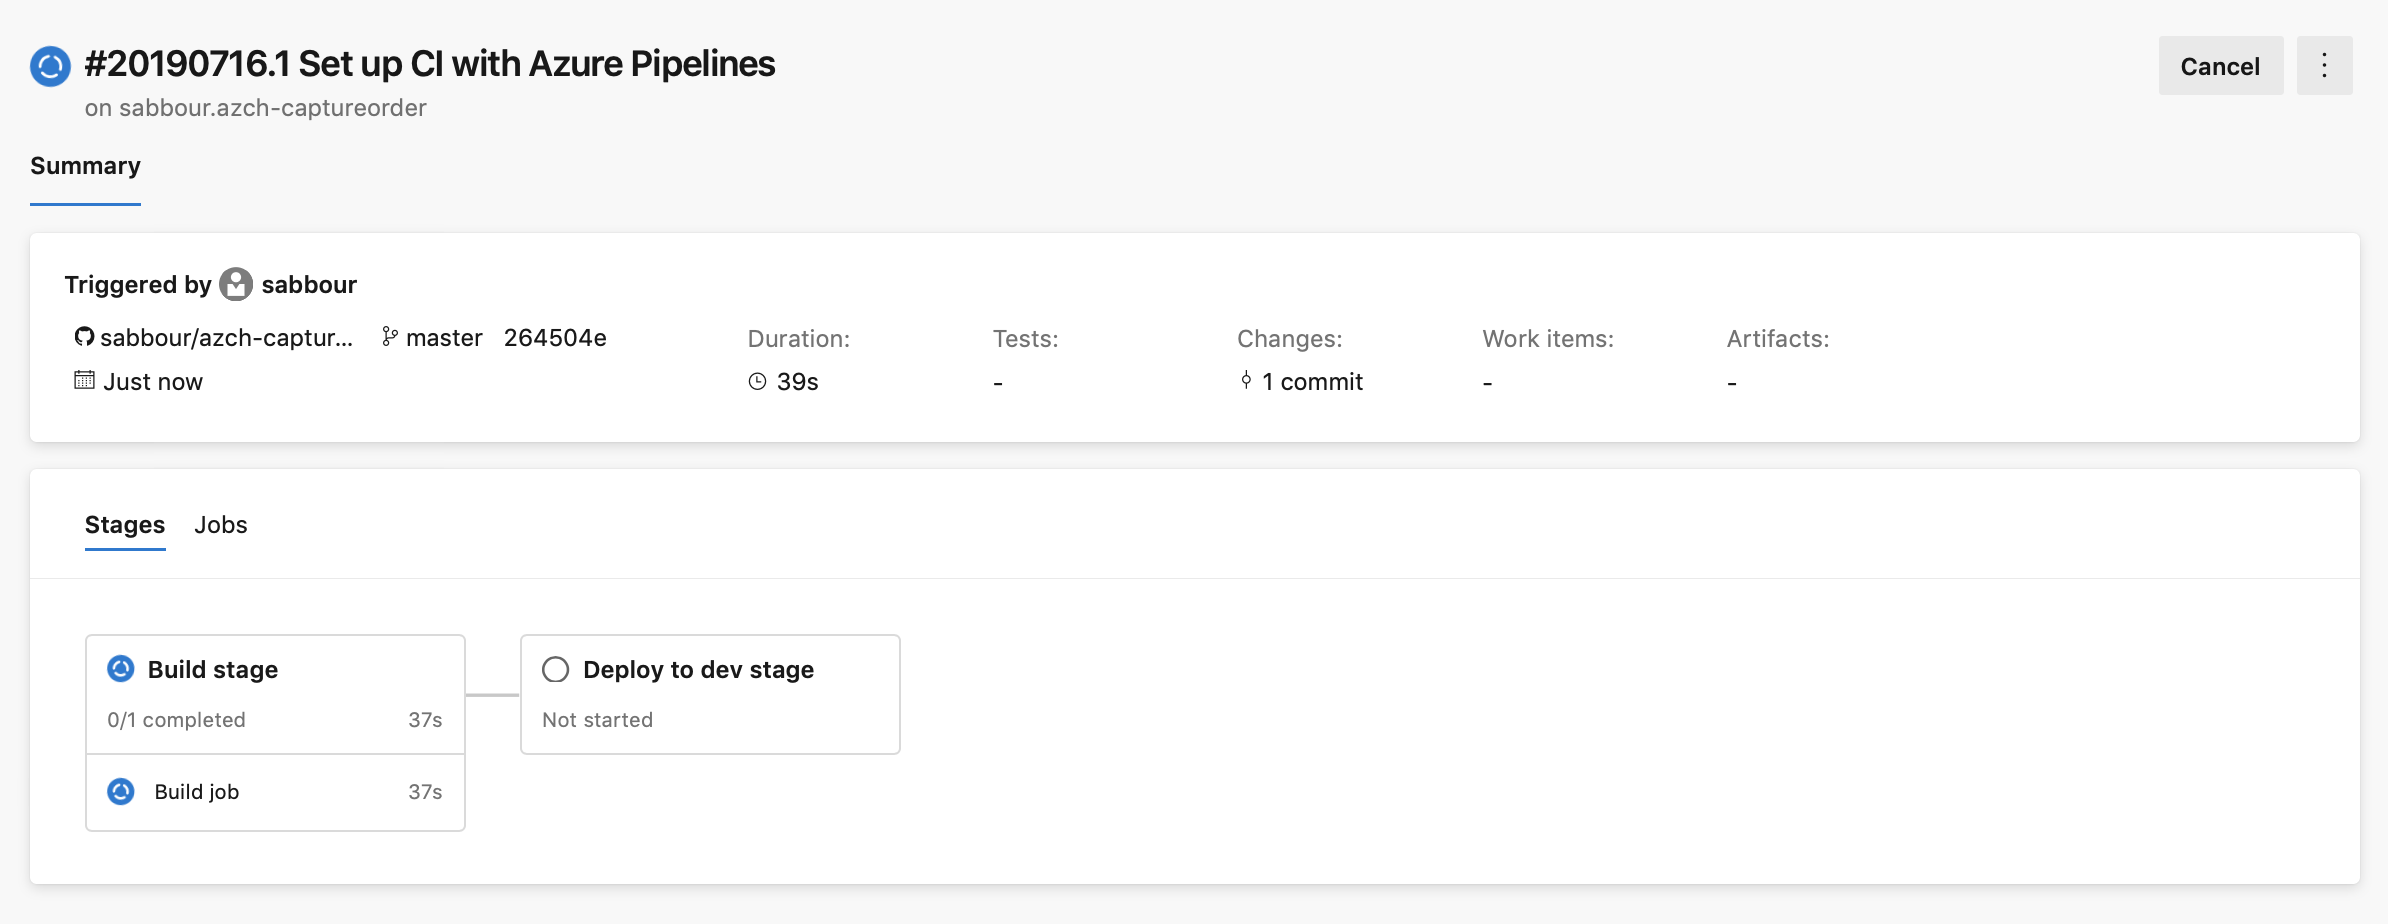 #20190716.1 Set up CI with Azure Pipelines
on sabbour.azch-captureorder
Cancel
Summary
Triggered by sabbour
sabbour/azch-captur... master 264504e
Just now
Duration:
39s
Tests:
-
Changes:
1 commit
Work items:
-
Artifacts:
-
Stages Jobs
Build stage
0/1 completed 37s
Build job 37s
Deploy to dev stage
Not started